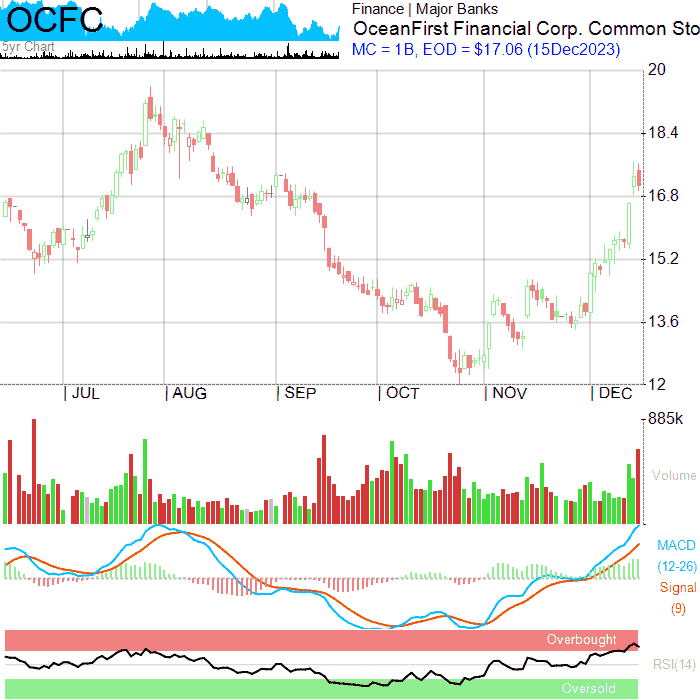 OCFC
5yr Chart
Finance | Major Banks
OceanFirst Financial Corp. Common Sto
MC = 1B, EOD = $17.06 (15Dec2023)
20
18.4
16.8
15.2
13.6
12
JUL AUG SEP OCT NOV DEC
885k
Volume
MACD
(12-26)
Signal
(9)
Overbought
RSI(14)
Oversold